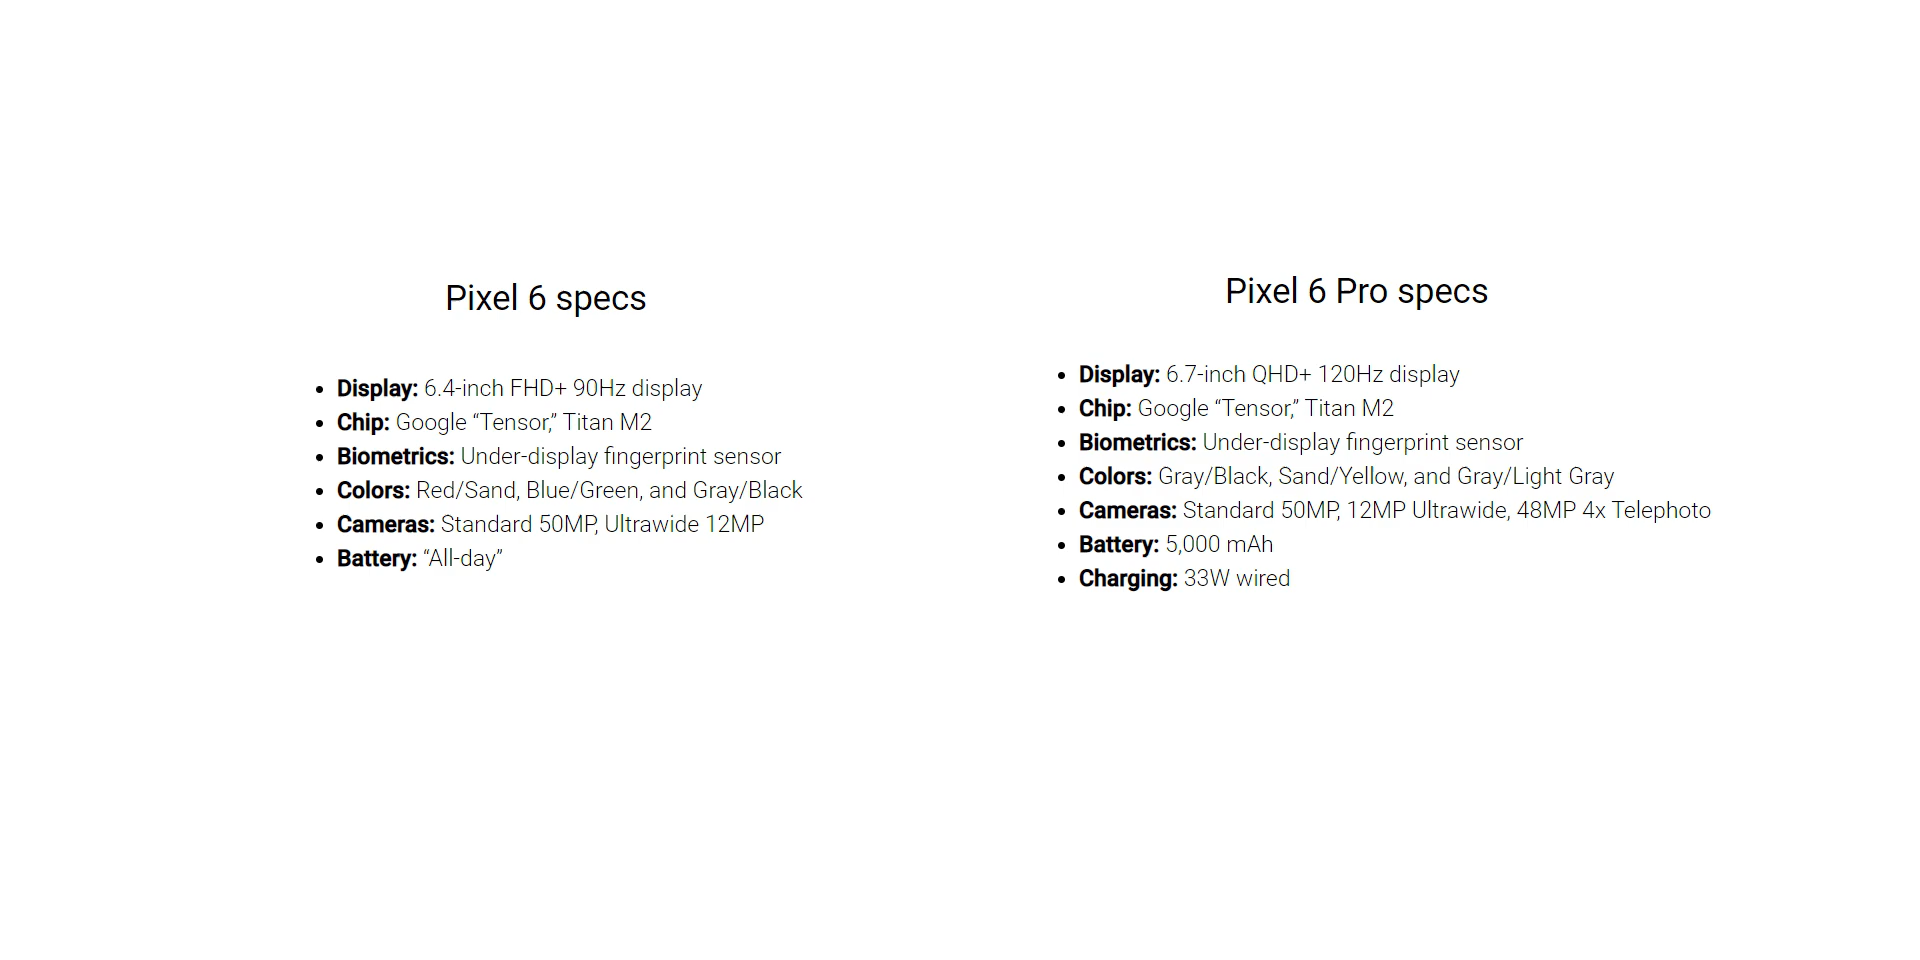 Pixel 6 specs
• Display: 6.4-inch FHD+ 90Hz display
• Chip: Google “Tensor,” Titan M2
• Biometrics: Under-display fingerprint sensor
• Colors: Red/Sand, Blue/Green, and Gray/Black
• Cameras: Standard 50MP, Ultrawide 12MP
• Battery: “All-day”
Pixel 6 Pro specs
• Display: 6.7-inch QHD+ 120Hz display
• Chip: Google “Tensor,” Titan M2
• Biometrics: Under-display fingerprint sensor
• Colors: Gray/Black, Sand/Yellow, and Gray/Light Gray
• Cameras: Standard 50MP, 12MP Ultrawide, 48MP 4x Telephoto
• Battery: 5,000 mAh
• Charging: 33W wired